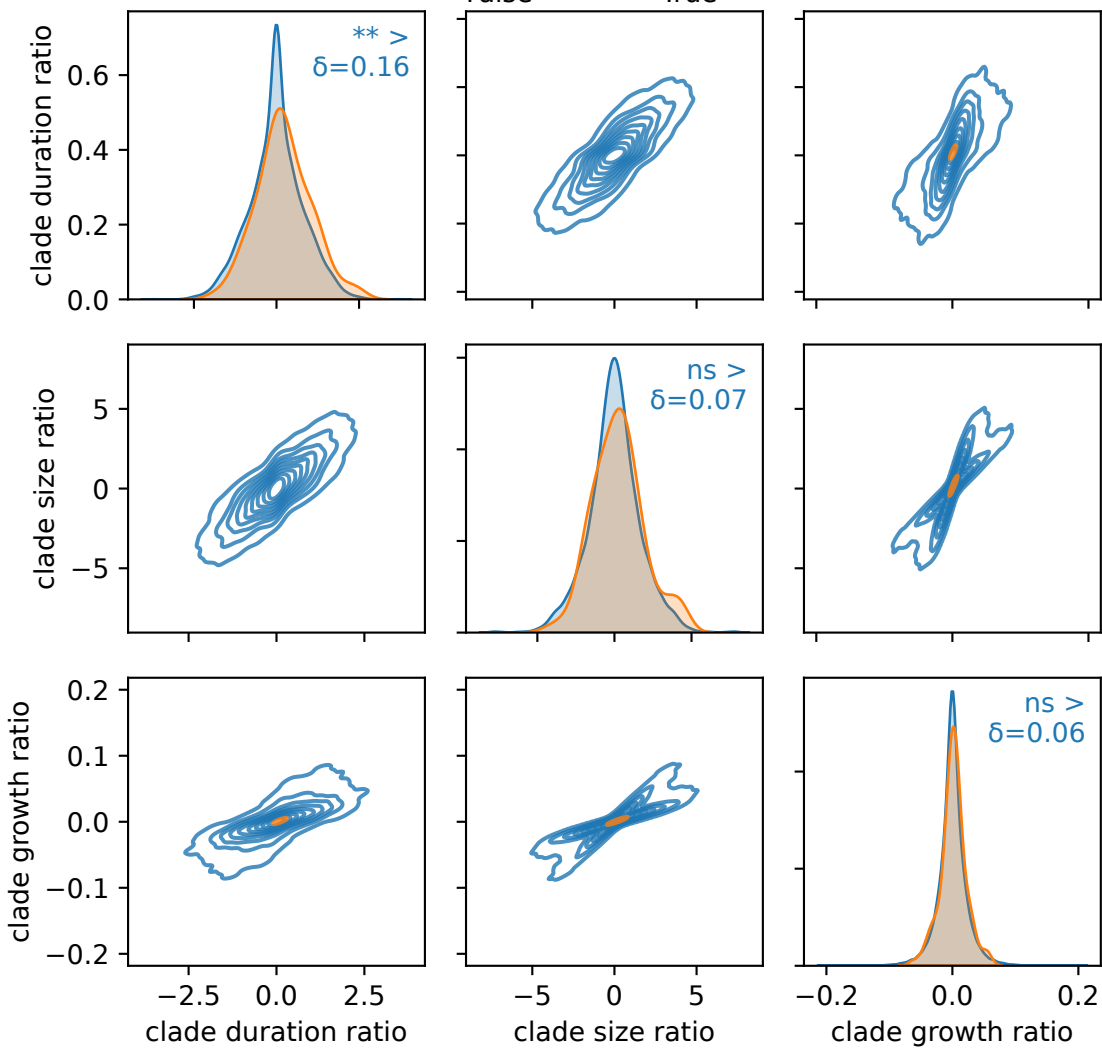 clade duration ratio
0.6
0.4
0.2
0.0
** >
δ=0.16
clade size ratio
5
0
−5
ns >
δ=0.07
clade growth ratio
0.2
0.1
0.0
−0.1
−0.2
ns >
δ=0.06
−2.5 0.0 2.5
−5 0 5
−0.2 0.0 0.2
clade duration ratio
clade size ratio
clade growth ratio